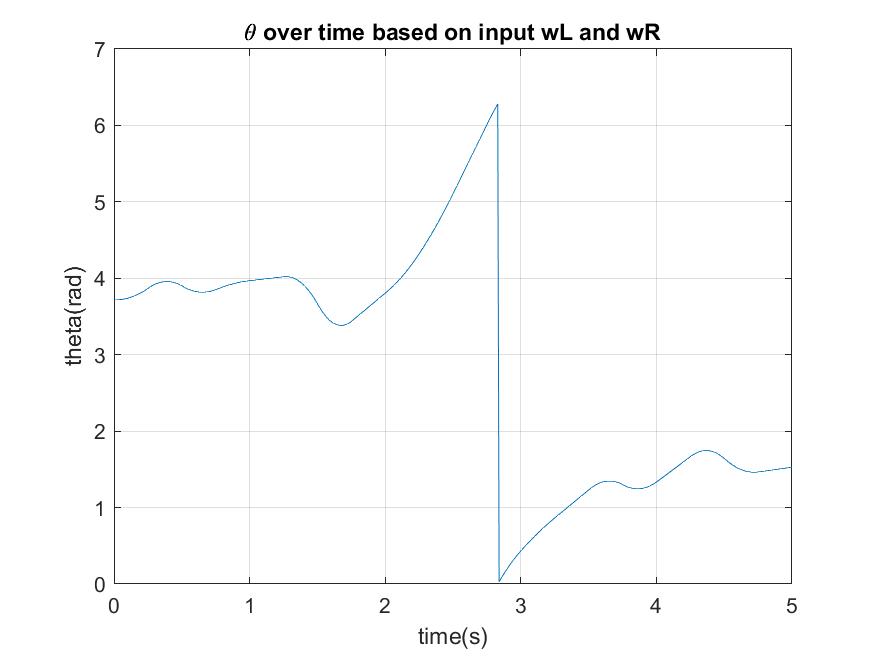 θ over time based on input wL and wR
7
6
5
4
3
2
1
0
theta(rad)
0 1 2 3 4 5
time(s)